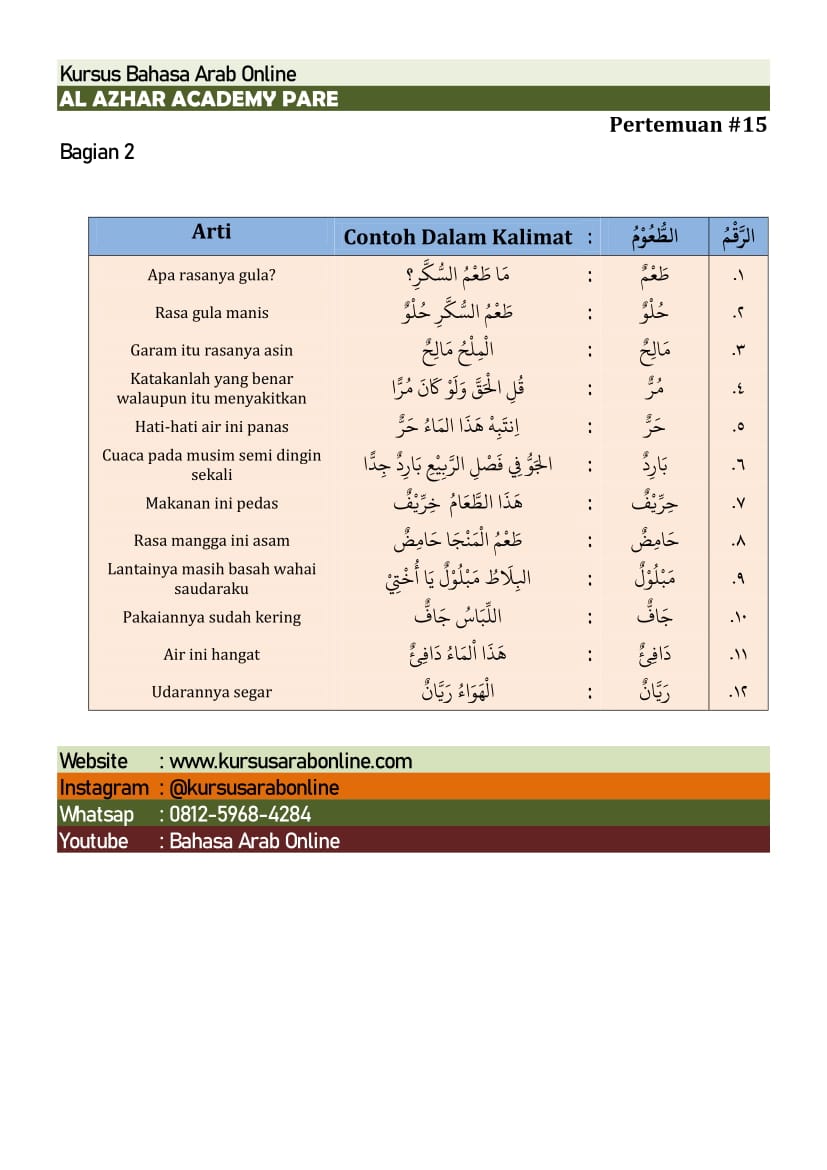 Kursus Bahasa Arab Online
AL AZHAR ACADEMY PARE
Pertemuan #15
Bagian 2
الرَّقْمُ الطُّعُوْمُ : Contoh Dalam Kalimat Arti
١. طَعْمٌ : مَا طَعْمُ السُّكَّرِ؟ Apa rasanya gula?
٢. حُلْوٌ : طَعْمُ السُّكَّرِ حُلْوٌ Rasa gula manis
٣. مَالِحٌ : الْمِلْحُ مَالِحٌ Garam itu rasanya asin
٤. مُرٌّ : قُلِ الْحَقَّ وَلَوْ كَانَ مُرًّا Katakanlah yang benar
walaupun itu menyakitkan
٥. حَرٌّ : اِنتَبِهْ هَذَا المَاءُ حَرٌّ Hati-hati air ini panas
٦. بَارِدٌ : الجَوُّ فِي فَصْلِ الرَّبِيْعِ بَارِدٌ جِدًّا Cuaca pada musim semi dingin
sekali
٧. حِرِّيْفٌ : هَذَا الطَّعَامُ خِرِّيْفٌ Makanan ini pedas
٨. حَامِضٌ : طَعْمُ الْمَنْجَا حَامِضٌ Rasa mangga ini asam
٩. مَبْلُوْلٌ : البِلَاطُ مَبْلُوْلٌ يَا أُخْتِيْ Lantainya masih basah wahai
saudaraku
١٠. جَافٌّ : اللِّبَاسُ جَافٌّ Pakaiannya sudah kering
١١. دَافِئٌ : هَذَا الْمَاءُ دَافِئٌ Air ini hangat
١٢. رَيَّانٌ : الْهَوَاءُ رَيَّانٌ Udarannya segar
Website : www.kursusarabonline.com
Instagram : @kursusarabonline
Whatsap : 0812-5968-4284
Youtube : Bahasa Arab Online